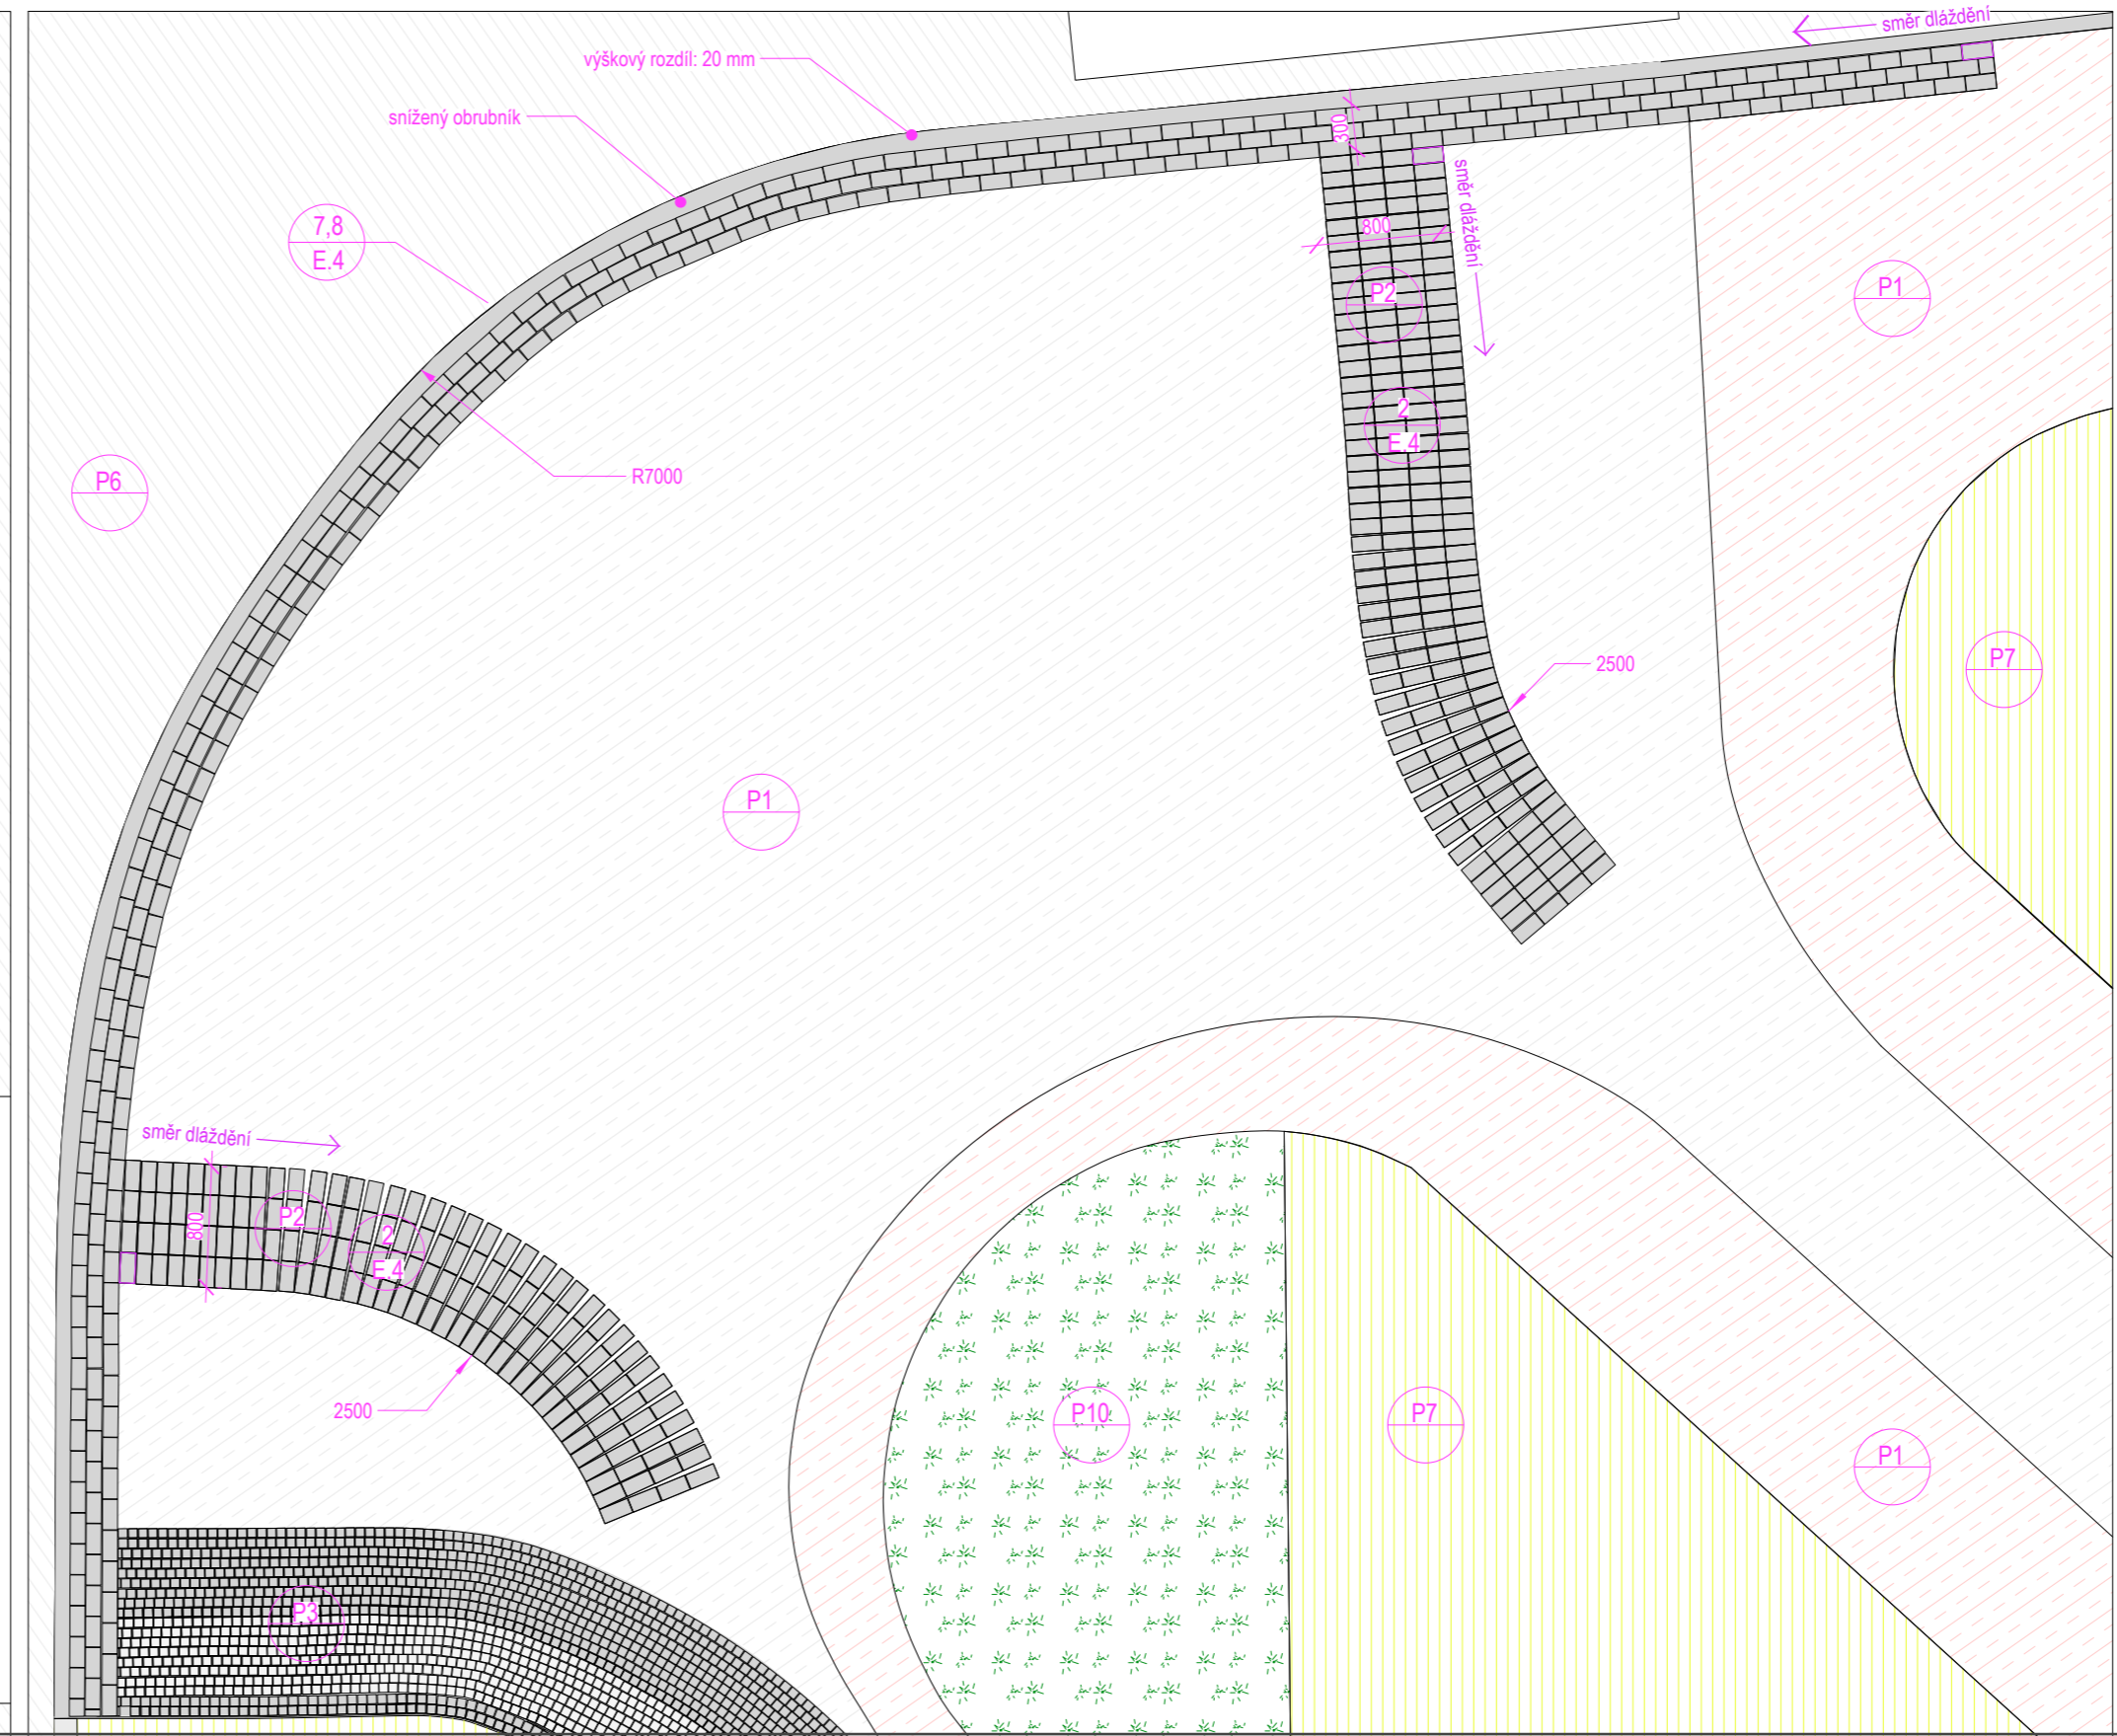 směr dláždění
výškový rozdíl: 20 mm
snížený obrubník
300
7,8
E.4
800
směr dláždění
P2
P1
2
E.4
P6
R7000
2500
P7
P1
směr dláždění
800
P2
2
E.4
2500
P10
P7
P1
P3